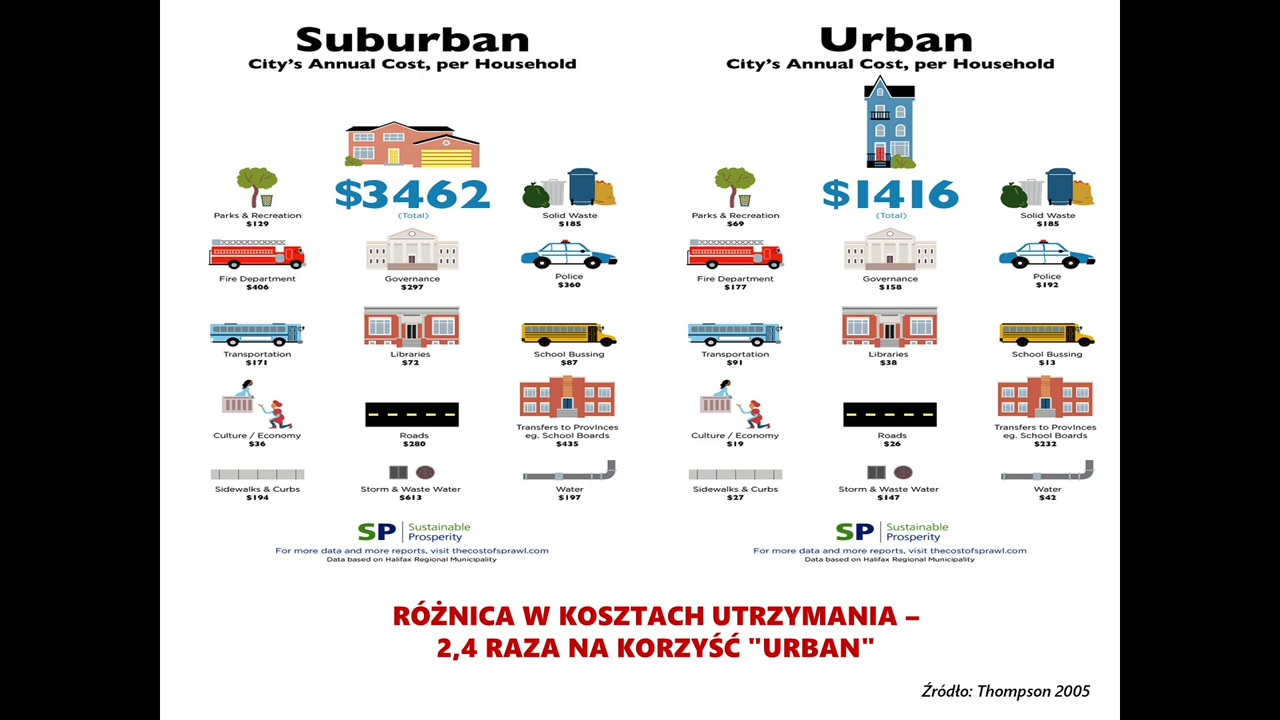 Suburban
City's Annual Cost, per Household
$3462
(Total)
Parks & Recreation
$129
Solid Waste
$185
Fire Department
$406
Governance
$297
Police
$360
Transportation
$171
Libraries
$72
School Bussing
$87
Culture / Economy
$36
Roads
$280
Transfers to Provinces
eg. School Boards
$435
Sidewalks & Curbs
$194
Storm & Waste Water
$613
Water
$197
SP Sustainable
Prosperity
For more data and more reports, visit thecostofsprawl.com
Data based on Halifax Regional Municipality
Urban
City's Annual Cost, per Household
$1416
(Total)
Parks & Recreation
$69
Solid Waste
$185
Fire Department
$177
Governance
$158
Police
$192
Transportation
$91
Libraries
$38
School Bussing
$13
Culture / Economy
$19
Roads
$26
Transfers to Provinces
eg. School Boards
$232
Sidewalks & Curbs
$27
Storm & Waste Water
$147
Water
$42
SP Sustainable
Prosperity
For more data and more reports, visit thecostofsprawl.com
Data based on Halifax Regional Municipality
RÓŻNICA W KOSZTACH UTRZYMANIA –
2,4 RAZA NA KORZYŚĆ "URBAN"
Źródło: Thompson 2005